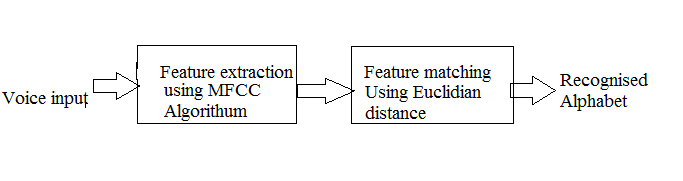 Voice input
Feature extraction
using MFCC
Algorithum
Feature matching
Using Euclidian
distance
Recognised
Alphabet